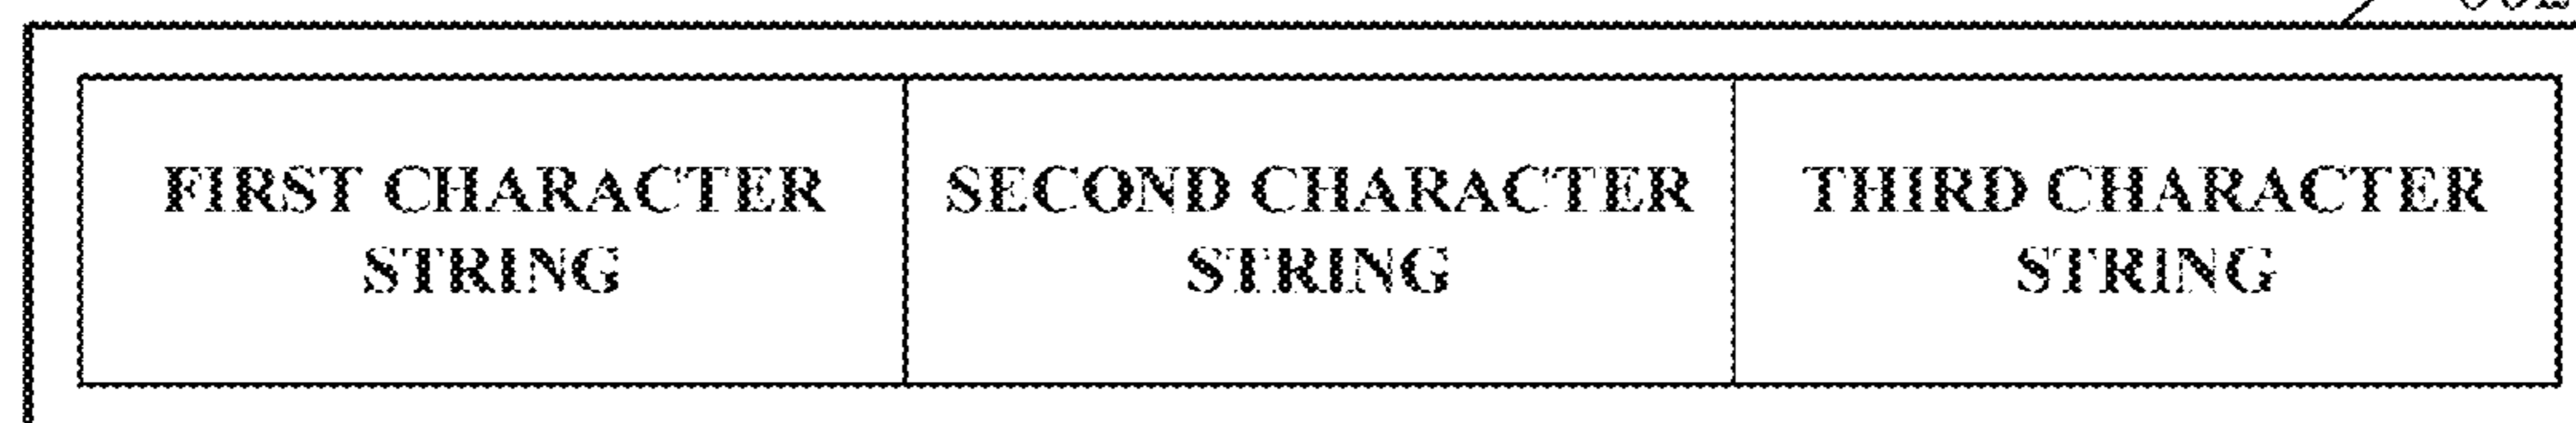 FIRST CHARACTER
STRING
SECOND CHARACTER
STRING
THIRD CHARACTER
STRING